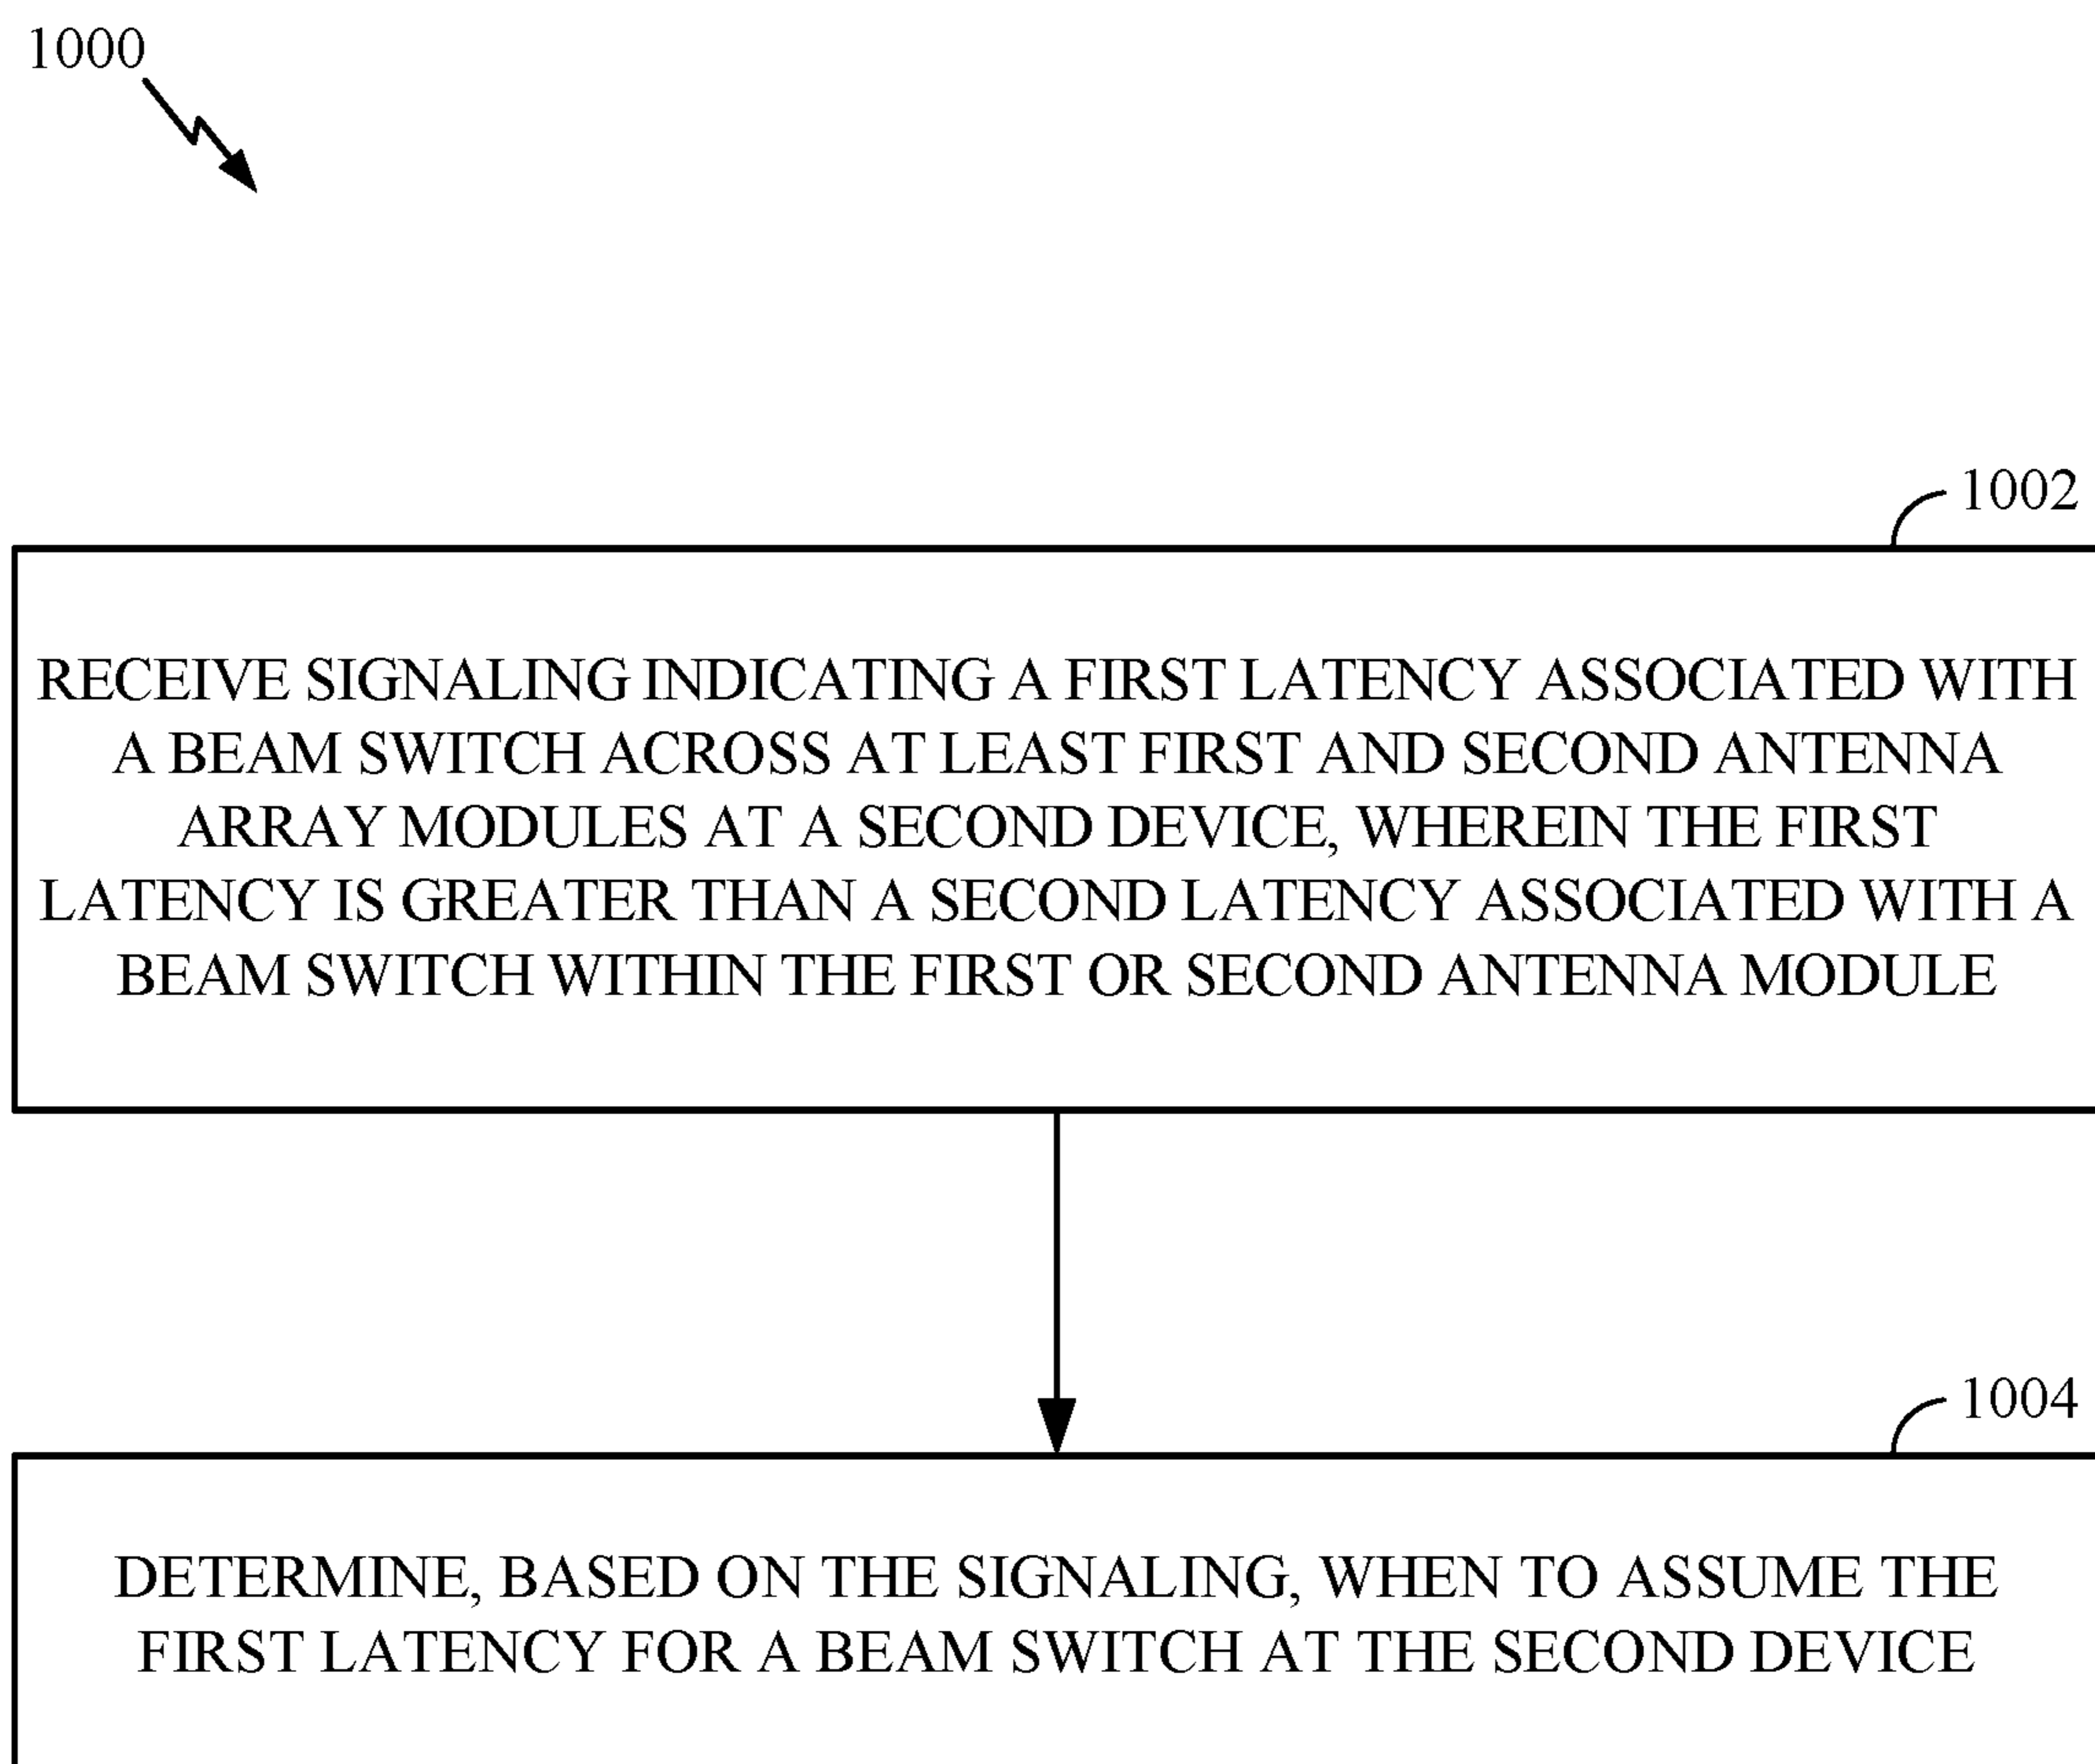 1000
1002
RECEIVE SIGNALING INDICATING A FIRST LATENCY ASSOCIATED WITH
A BEAM SWITCH ACROSS AT LEAST FIRST AND SECOND ANTENNA
ARRAY MODULES AT A SECOND DEVICE, WHEREIN THE FIRST
LATENCY IS GREATER THAN A SECOND LATENCY ASSOCIATED WITH A
BEAM SWITCH WITHIN THE FIRST OR SECOND ANTENNA MODULE
1004
DETERMINE, BASED ON THE SIGNALING, WHEN TO ASSUME THE
FIRST LATENCY FOR A BEAM SWITCH AT THE SECOND DEVICE